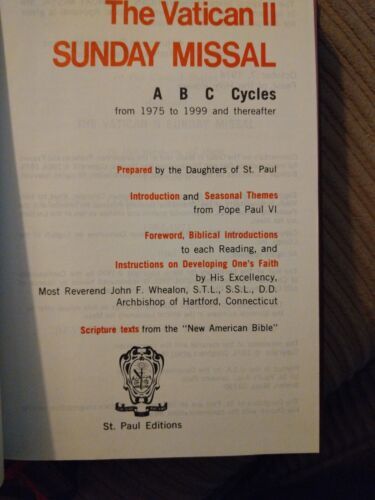 The Vatican II
SUNDAY MISSAL
A B C Cycles
from 1975 to 1999 and thereafter
Prepared by the Daughters of St. Paul
Introduction and Seasonal Themes
from Pope Paul VI
Foreword, Biblical Introductions
to each Reading, and
Instructions on Developing One's Faith
by His Excellency,
Most Reverend John F. Whealon, S.T.L., S.S.L., D.D.
Archbishop of Hartford, Connecticut
Scripture texts from the "New American Bible"
St. Paul Editions